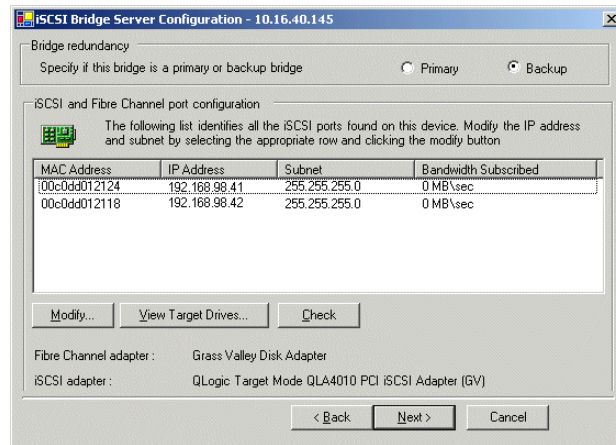 iSCSI Bridge Server Configuration - 10.16.40.145
Bridge redundancy
Specify if this bridge is a primary or backup bridge
Primary
Backup
iSCSI and Fibre Channel port configuration
The following list identifies all the iSCSI ports found on this device. Modify the IP address
and subnet by selecting the appropriate row and clicking the modify button
MAC Address IP Address Subnet Bandwidth Subscribed
00c0dd012124 192.168.98.41 255.255.255.0 0 MB\sec
00c0dd012118 192.168.98.42 255.255.255.0 0 MB\sec
Modify... View Target Drives... Check
Fibre Channel adapter : Grass Valley Disk Adapter
iSCSI adapter : QLogic Target Mode QLA4010 PCI iSCSI Adapter (GV)
< Back Next > Cancel